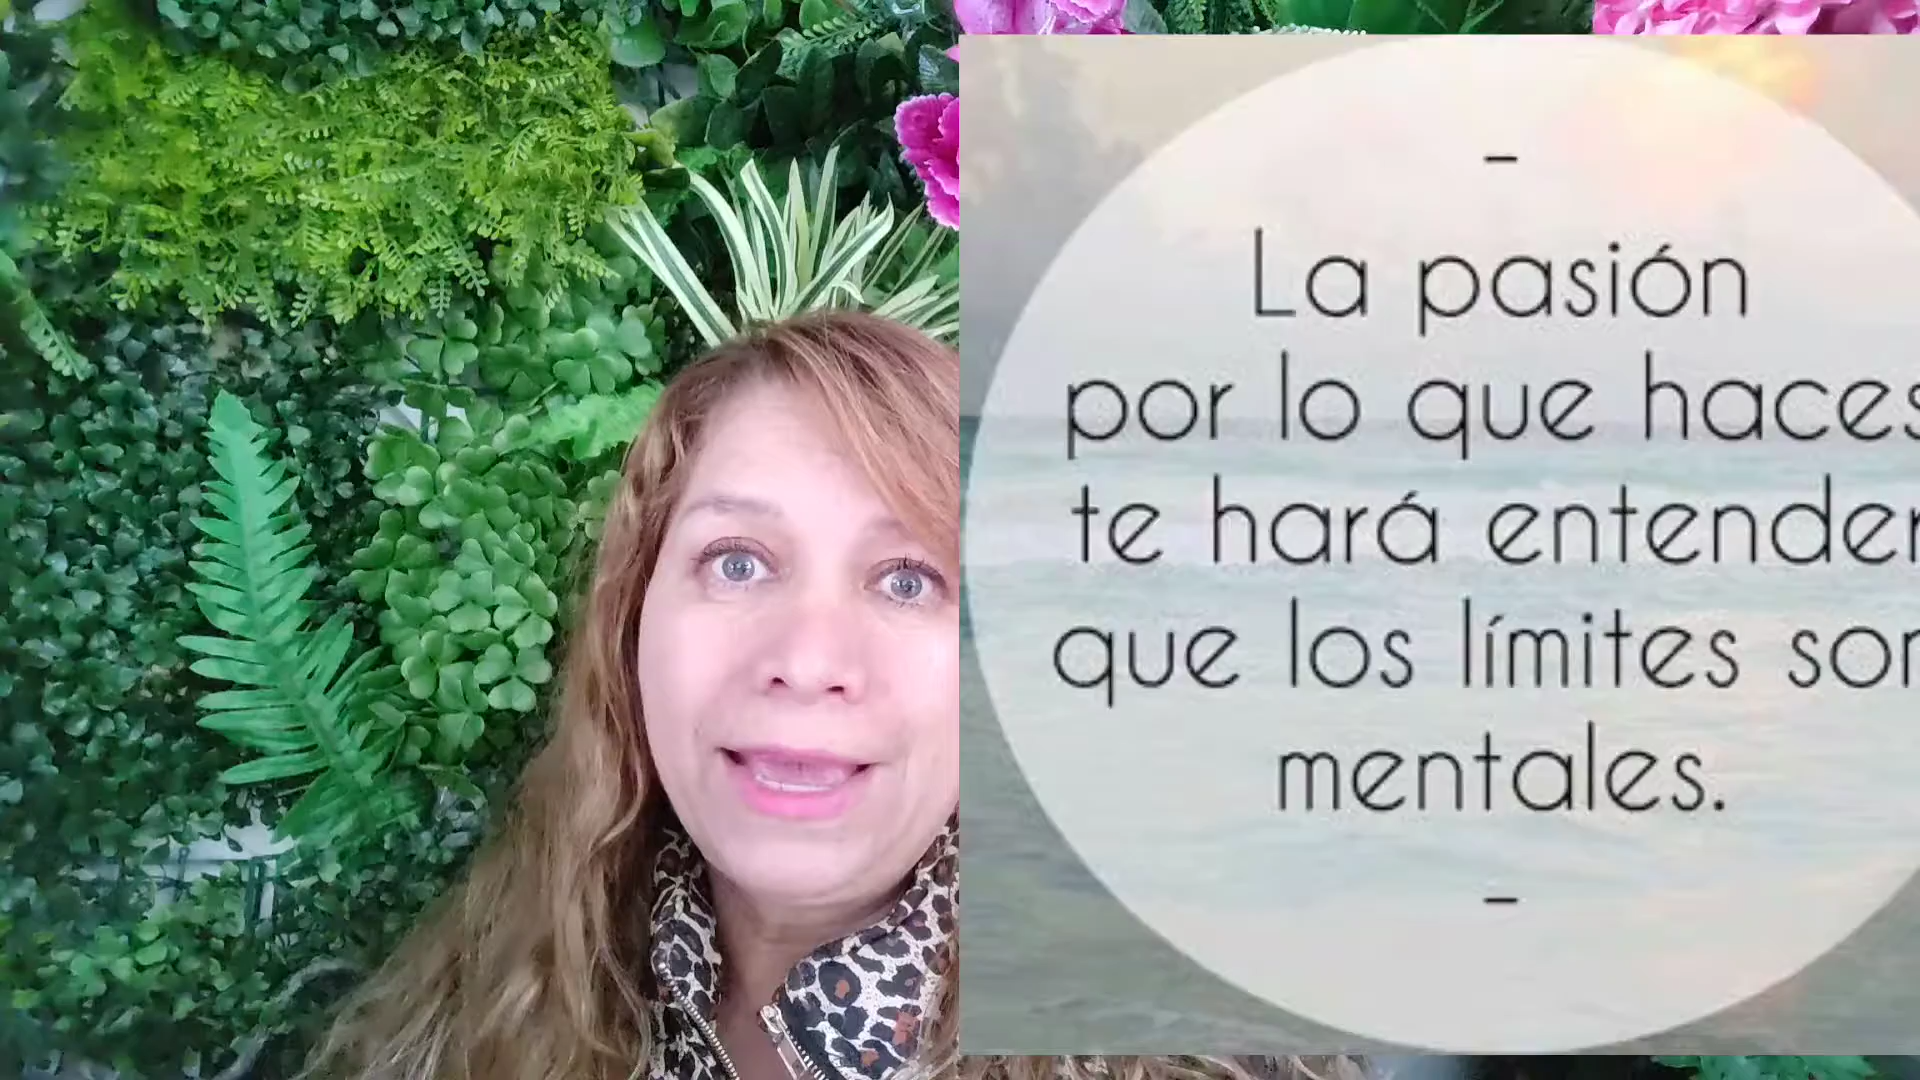 La pasión
por lo que haces
te hará entender
que los límites son
mentales.